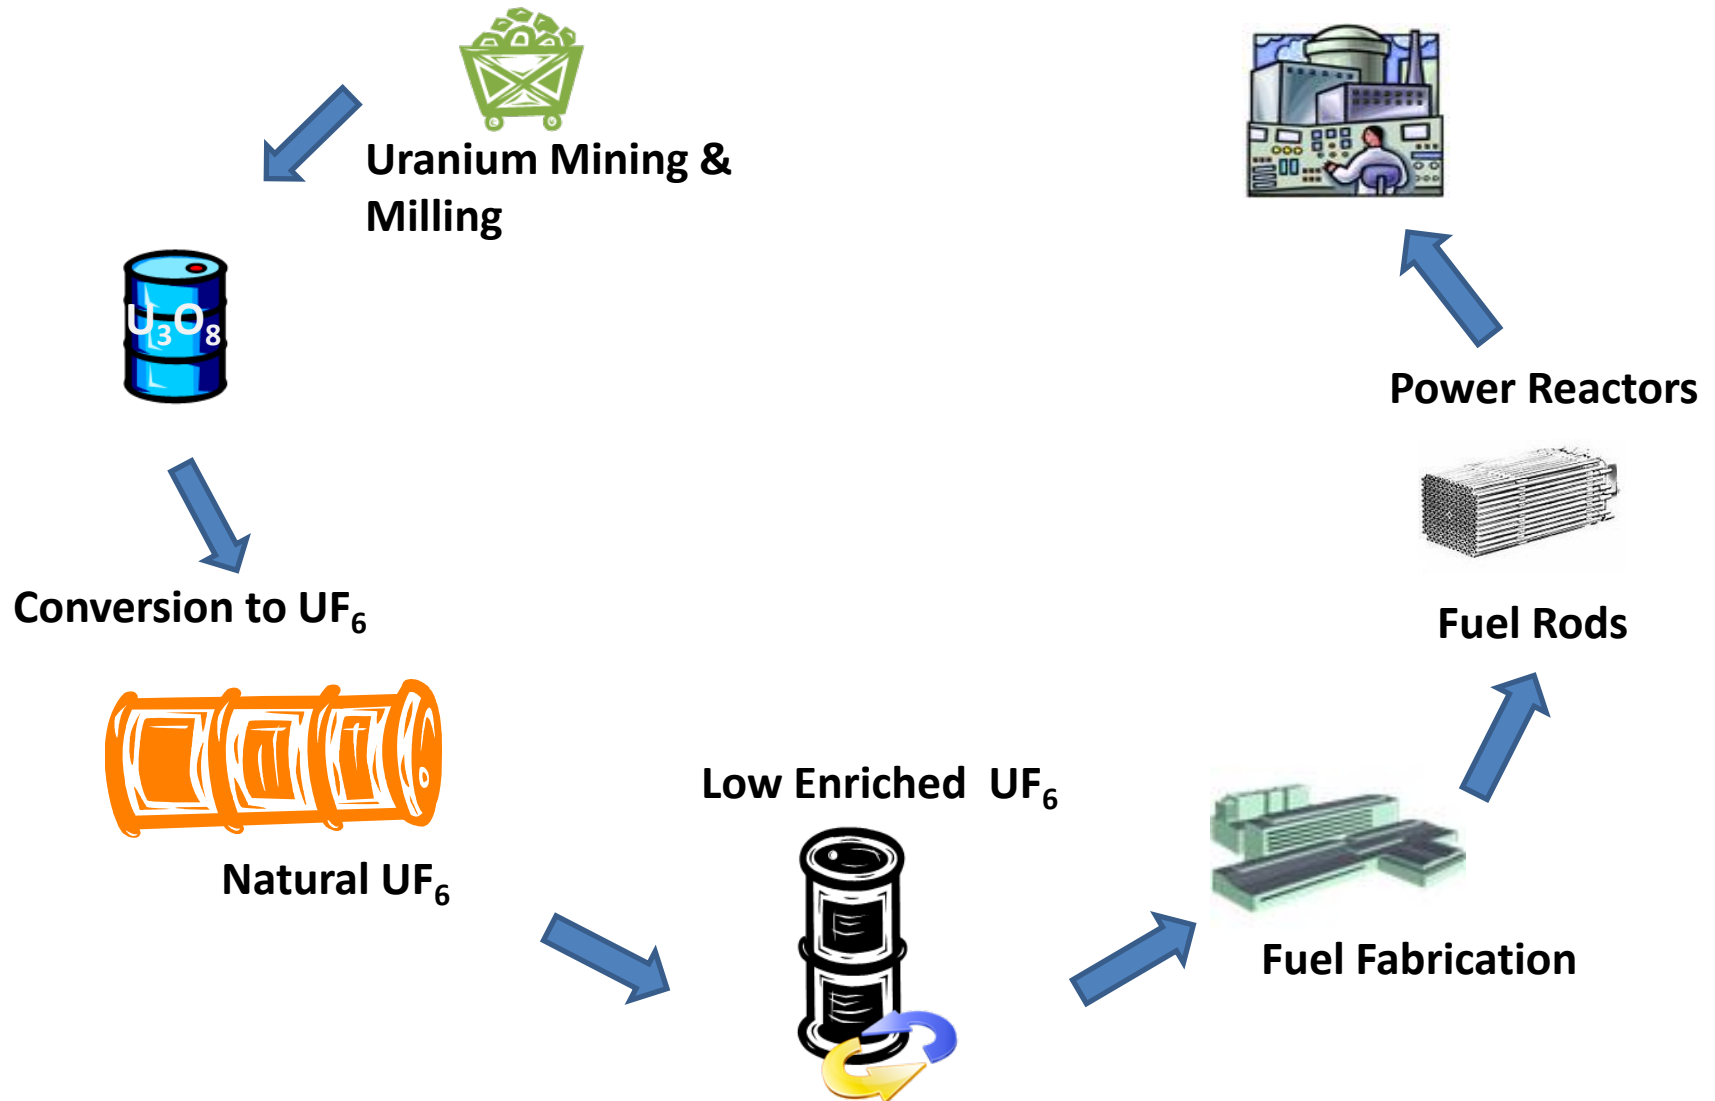 Uranium Mining &
Milling
U₃O₈
Conversion to UF₆
Natural UF₆
Low Enriched  UF₆
Fuel Fabrication
Fuel Rods
Power Reactors